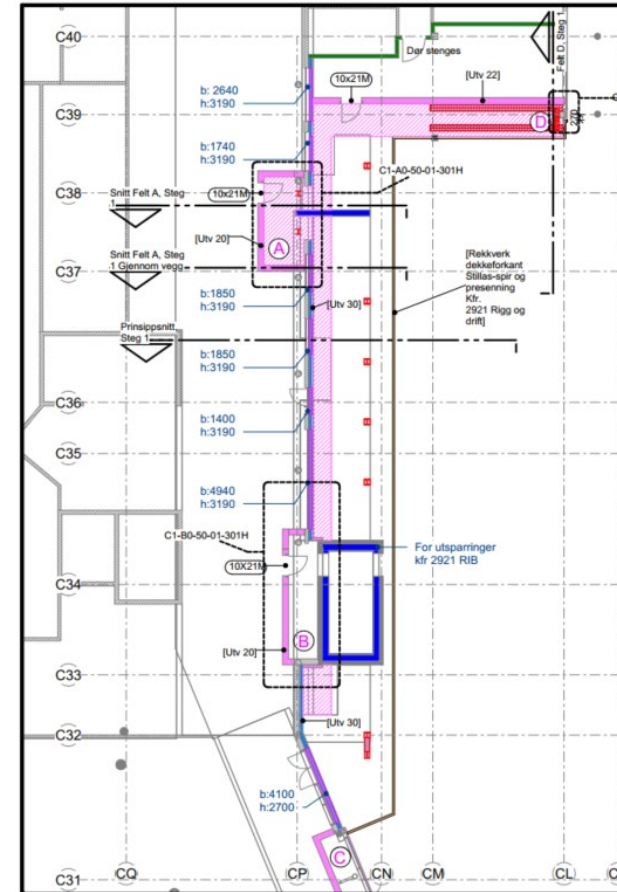 C40
Dør stenges
Felt D, Steg 1
10x21M
[Utv 22]
b: 2640
h:3190
C39
D
270
b:1740
h:3190
C1-A0-50-01-301H
C38
Snitt Felt A, Steg
1
10x21M
[Utv 20]
A
C37
Snitt Felt A, Steg
1 Gjennom vegg
[Rekkverk
dekkeforkant
Stillas-spir og
presenning
Kfr.
2921 Rigg og
drift]
b:1850
h:3190
[Utv 30]
Prinsippsnitt
Steg 1
b:1850
h:3190
C36
b:1400
h:3190
C35
b:4940
h:3190
C1-B0-50-01-301H
For utsparringer
kfr 2921 RIB
10X21M
C34
B
[Utv 20]
C33
[Utv 30]
C32
b:4100
h:2700
C
C31
CQ
CP
CN
CM
CL